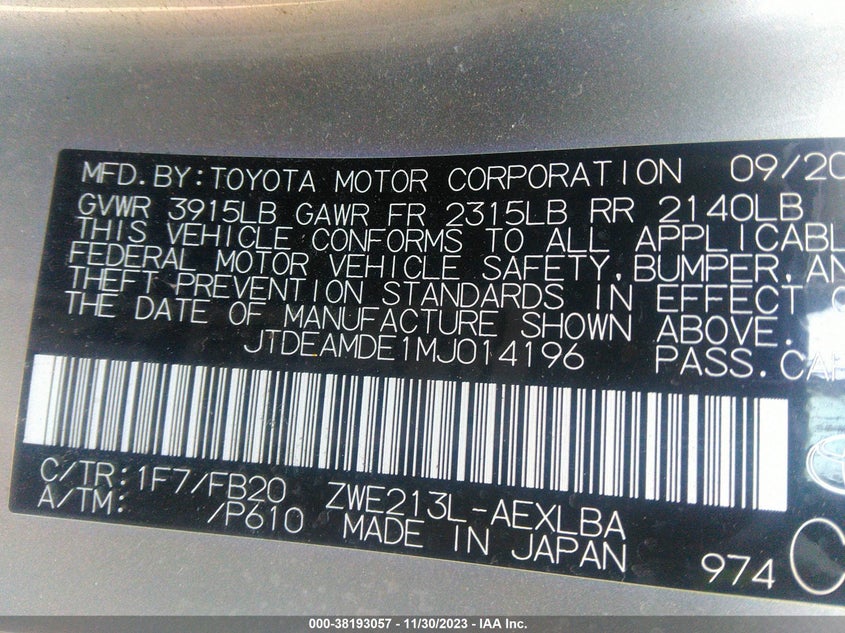 MFD.BY:TOYOTA MOTOR CORPORATION 09/20
GVWR 3915LB GAWR FR 2315LB RR 2140LB
THIS VEHICLE CONFORMS TO ALL APPLICABL
FEDERAL MOTOR VEHICLE SAFETY,BUMPER,AN
THEFT PREVENTION STANDARDS IN EFFECT O
THE DATE OF MANUFACTURE SHOWN ABOVE.
JTDEAMDE1MJ014196 PASS.CAR
C/TR:1F7/FB20 ZWE213L-AEXLBA
A/TM: /P610 MADE IN JAPAN 974
000-38193057 - 11/30/2023 - IAA Inc.